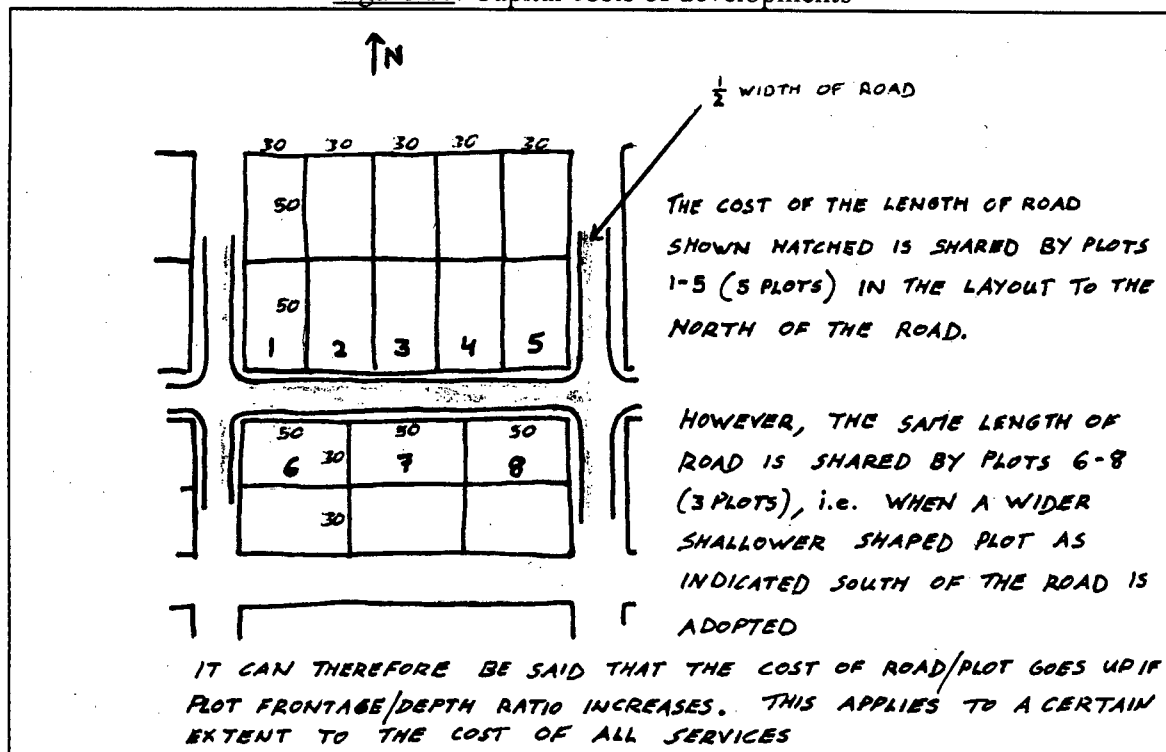 Capital costs of developments
N
½ WIDTH OF ROAD
30 30 30 30 30
50
50
1 2 3 4 5
THE COST OF THE LENGTH OF ROAD
SHOWN HATCHED IS SHARED BY PLOTS
1-5 (5 PLOTS) IN THE LAYOUT TO THE
NORTH OF THE ROAD.
50 50 50
6 30 7 8
30
HOWEVER, THE SAME LENGTH OF
ROAD IS SHARED BY PLOTS 6-8
(3 PLOTS), i.e. WHEN A WIDER
SHALLOWER SHAPED PLOT AS
INDICATED SOUTH OF THE ROAD IS
ADOPTED
IT CAN THEREFORE BE SAID THAT THE COST OF ROAD/PLOT GOES UP IF
PLOT FRONTAGE/DEPTH RATIO INCREASES. THIS APPLIES TO A CERTAIN
EXTENT TO THE COST OF ALL SERVICES